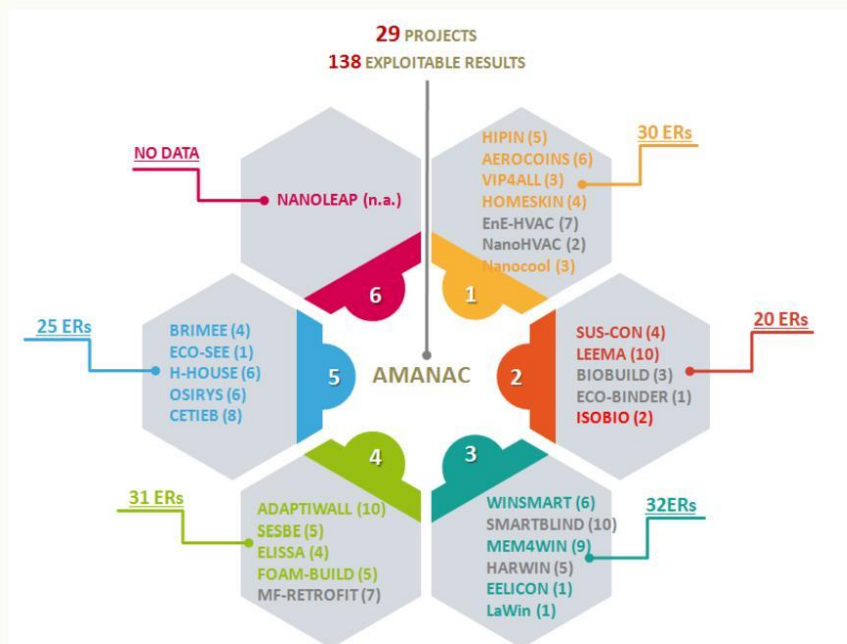 29 PROJECTS
138 EXPLOITABLE RESULTS
NO DATA
NANOLEAP (n.a.)
6
30 ERs
HIPIN (5)
AEROCOINS (6)
VIP4ALL (3)
HOMESKIN (4)
EnE-HVAC (7)
NanoHVAC (2)
Nanocool (3)
1
25 ERs
BRIMEE (4)
ECO-SEE (1)
H-HOUSE (6)
OSIRYS (6)
CETIEB (8)
5
AMANAC
2
20 ERs
SUS-CON (4)
LEEMA (10)
BIOBUILD (3)
ECO-BINDER (1)
ISOBIO (2)
31 ERs
4
ADAPTIWALL (10)
SESBE (5)
ELISSA (4)
FOAM-BUILD (5)
MF-RETROFIT (7)
3
32ERs
WINSMART (6)
SMARTBLIND (10)
MEM4WIN (9)
HARWIN (5)
EELICON (1)
LaWin (1)